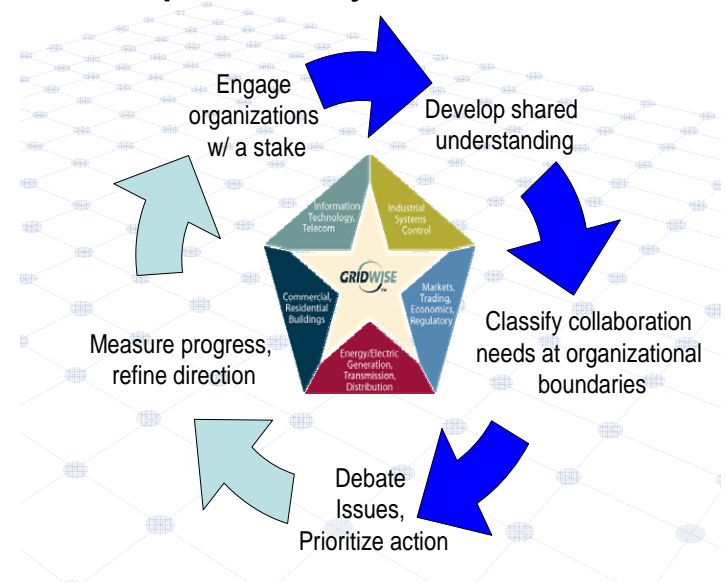 Engage
organizations
w/ a stake
Develop shared
understanding
Information
Technology,
Telecom
Industrial
Systems
Control
GRIDWISE
TM
Commercial,
Residential
Buildings
Markets,
Trading,
Economics,
Regulatory
Energy/Electric
Generation,
Transmission,
Distribution
Classify collaboration
needs at organizational
boundaries
Measure progress,
refine direction
Debate
Issues,
Prioritize action